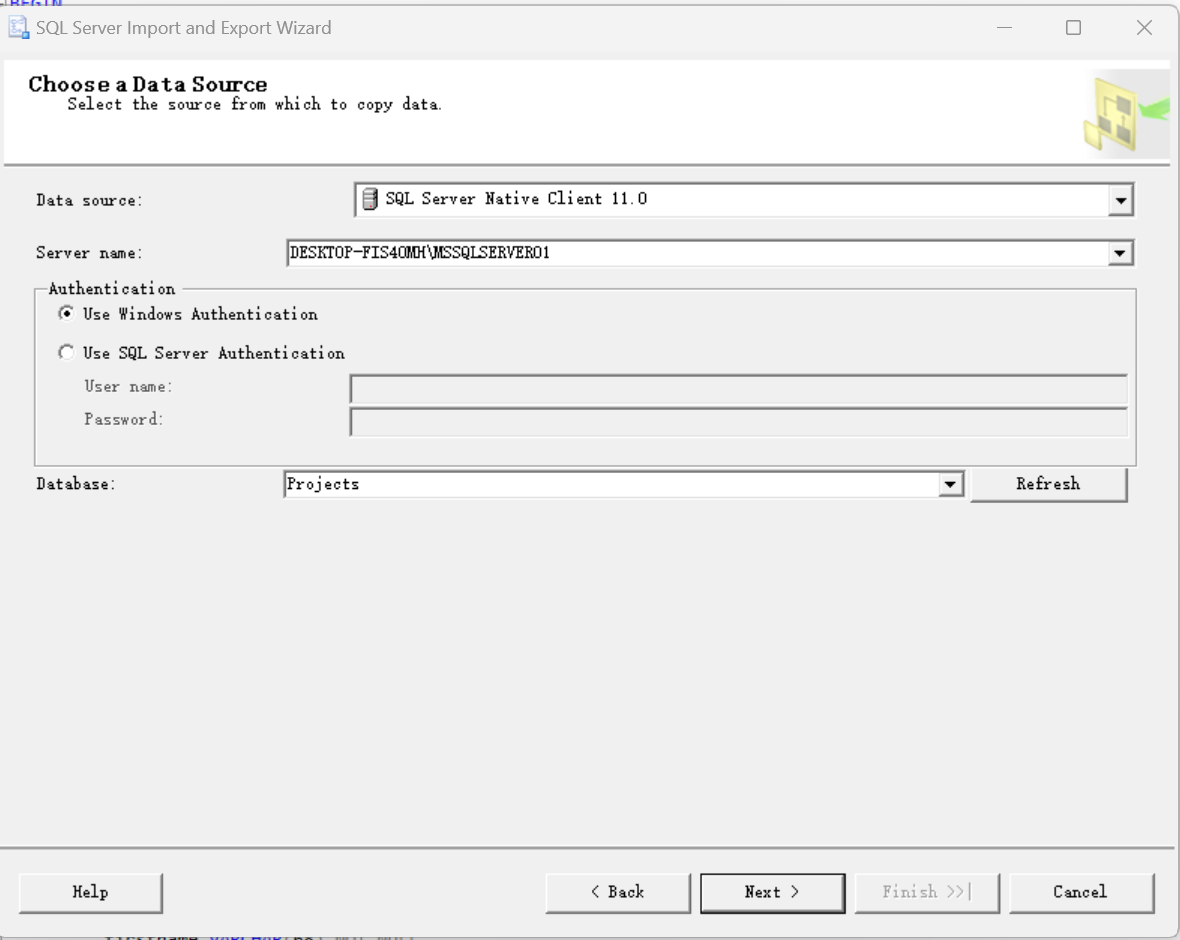 BEGIN
SQL Server Import and Export Wizard
Choose a Data Source
Select the source from which to copy data.
Data source:
SQL Server Native Client 11.0
Server name:
DESKTOP-FIS40MH\MSSQLSERVER01
Authentication
Use Windows Authentication
Use SQL Server Authentication
User name:
Password:
Database:
Projects
Refresh
Help
< Back
Next >
Finish >>|
Cancel